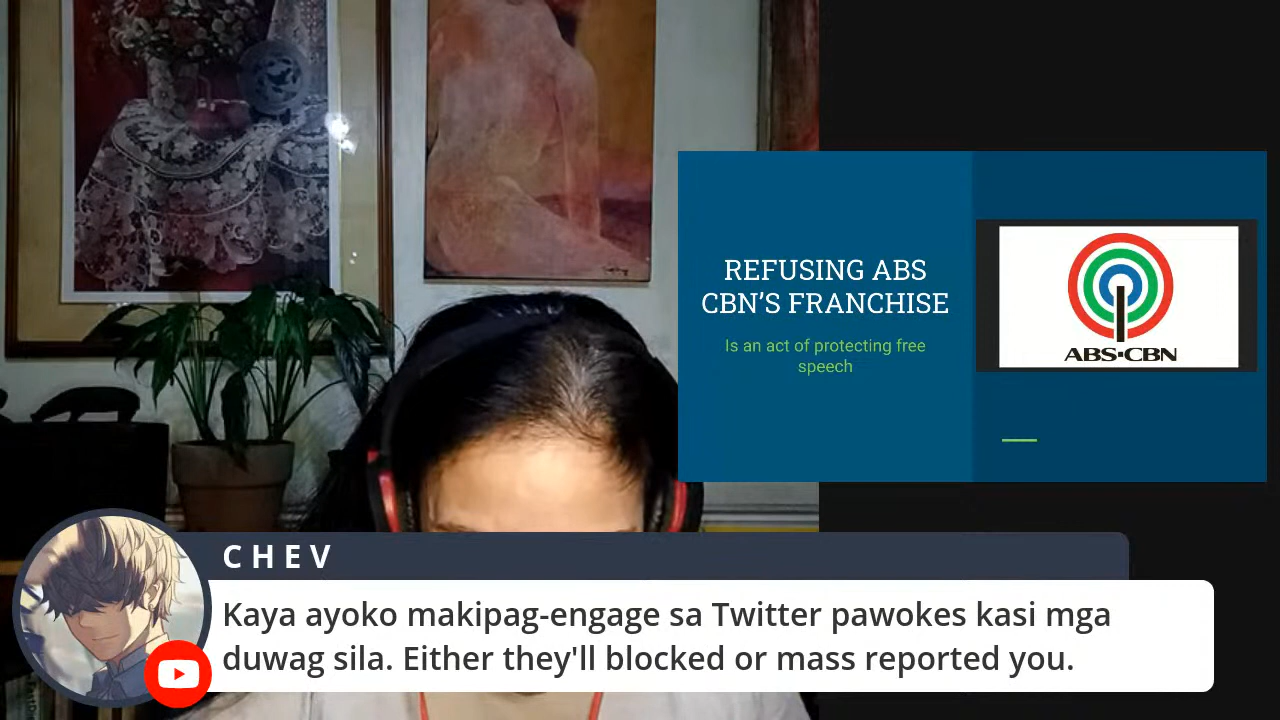 REFUSING ABS
CBN'S FRANCHISE
Is an act of protecting free
speech
ABS-CBN
CHEV
Kaya ayoko makipag-engage sa Twitter pawokes kasi mga
duwag sila. Either they'll blocked or mass reported you.